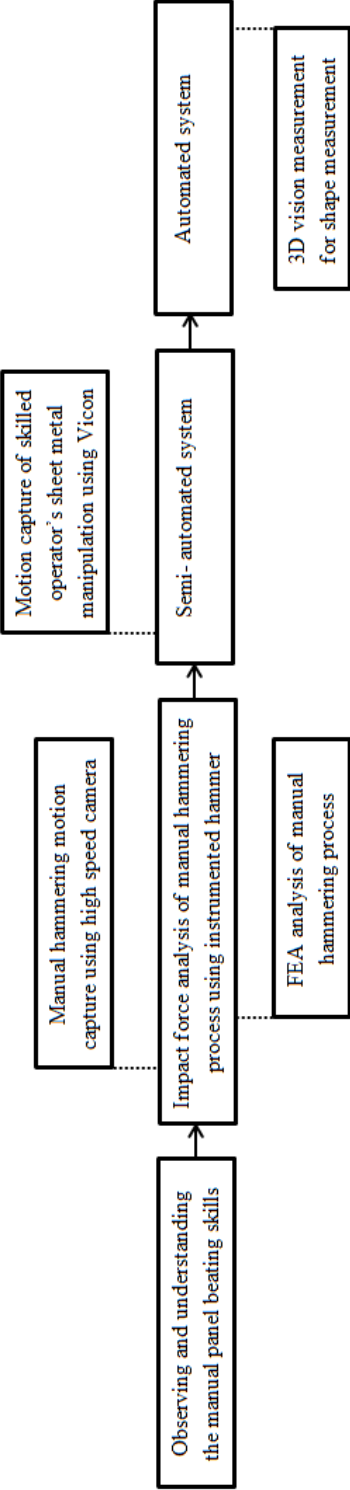 Manual hammering motion
capture using high speed camera
Motion capture of skilled
operator's sheet metal
manipulation using Vicon
Observing and understanding
the manual panel beating skills
Impact force analysis of manual hammering
process using instrumented hammer
Semi- automated system
Automated system
FEA analysis of manual
hammering process
3D vision measurement
for shape measurement